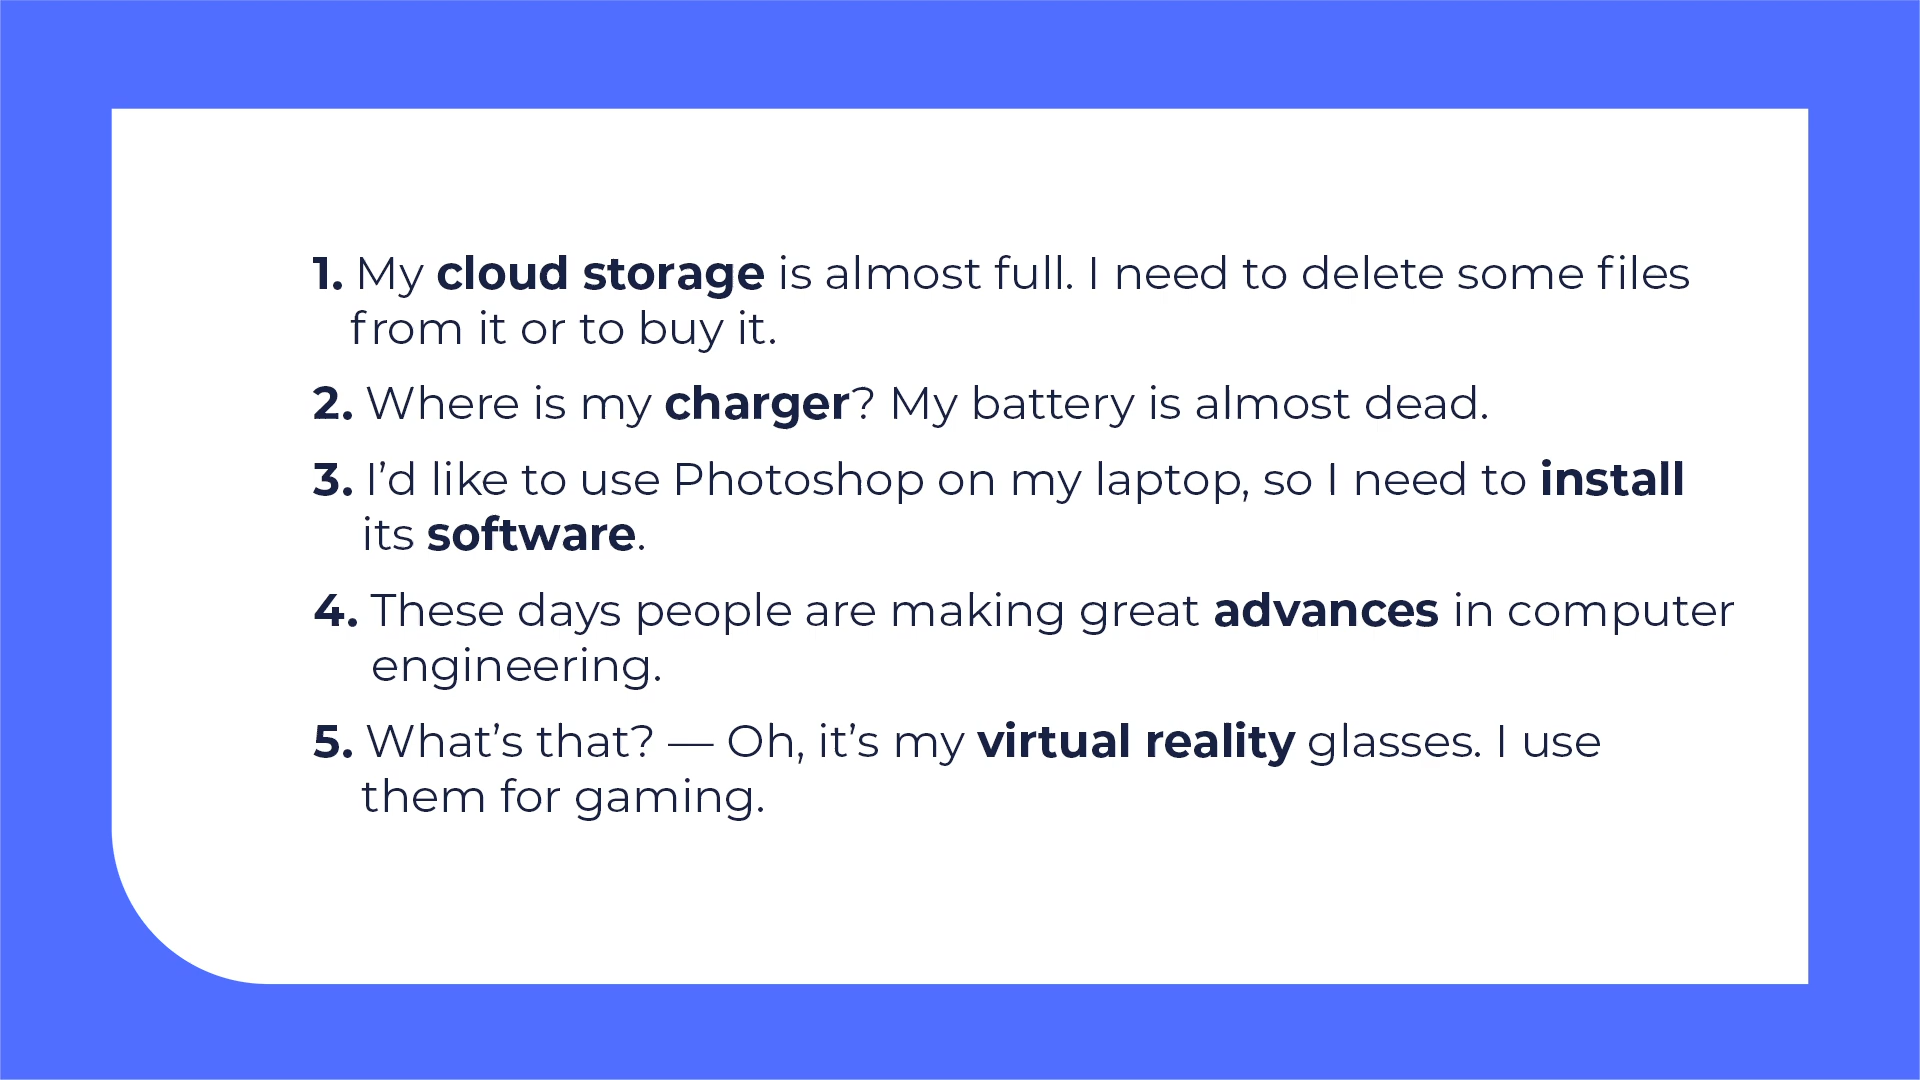 1. My cloud storage is almost full. I need to delete some files
from it or to buy it.
2. Where is my charger? My battery is almost dead.
3. I’d like to use Photoshop on my laptop, so I need to install
its software.
4. These days people are making great advances in computer
engineering.
5. What’s that? — Oh, it’s my virtual reality glasses. I use
them for gaming.